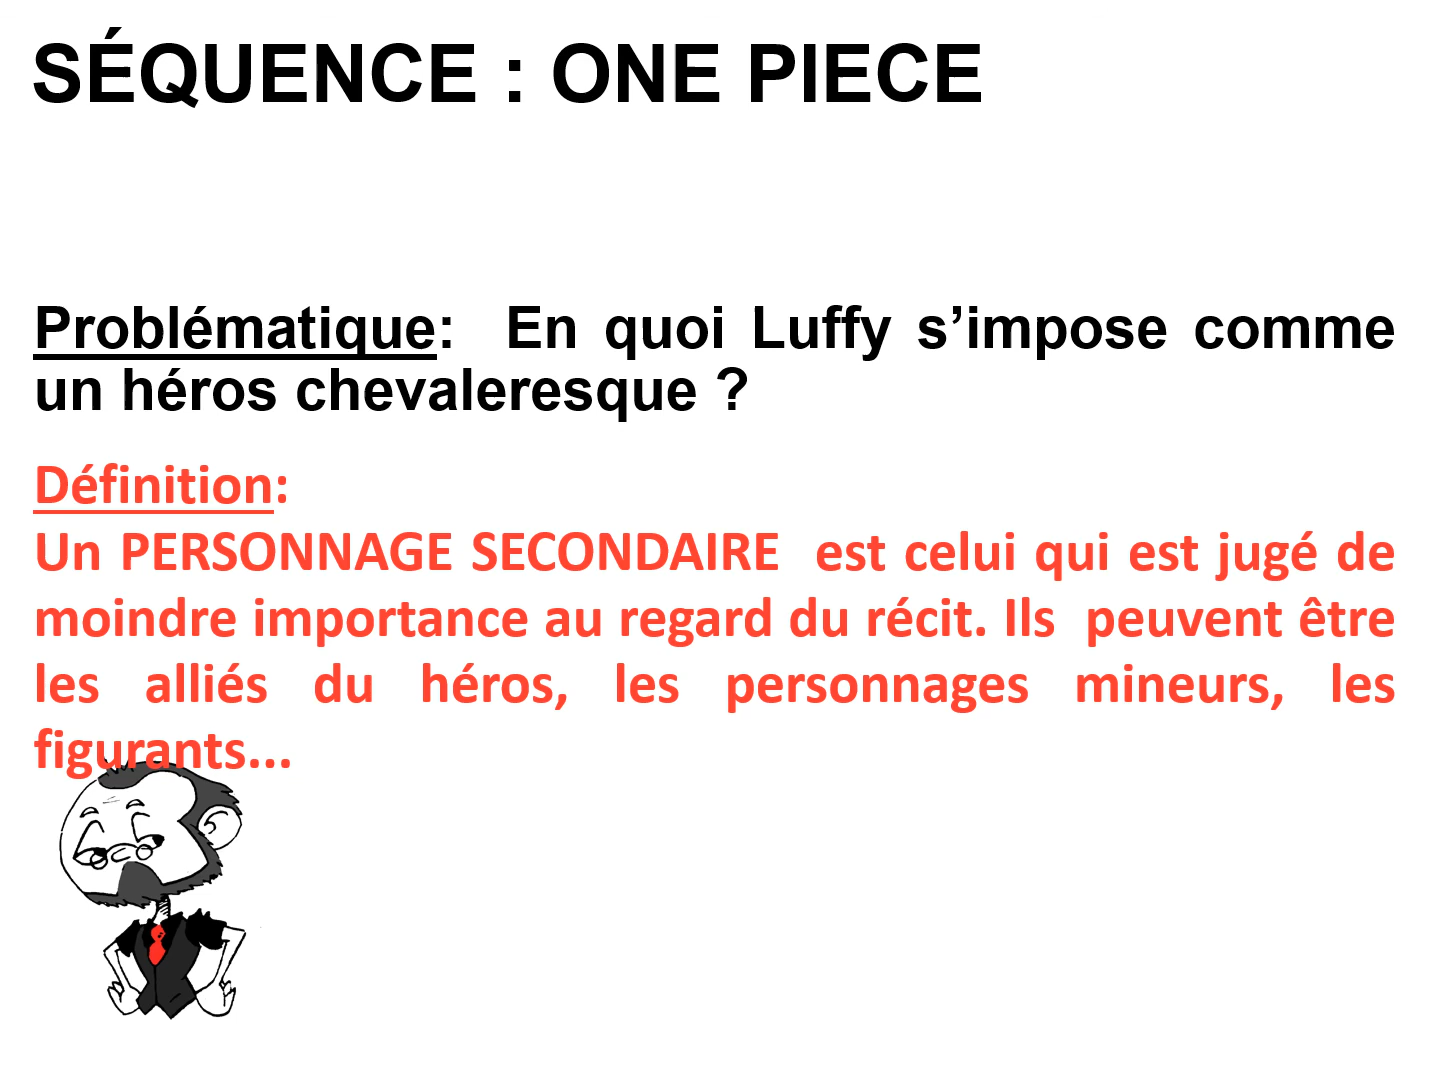 SÉQUENCE : ONE PIECE
Problématique:  En quoi Luffy s’impose comme
un héros chevaleresque ?
Définition:
Un PERSONNAGE SECONDAIRE  est celui qui est jugé de
moindre importance au regard du récit. Ils  peuvent être
les alliés du héros, les personnages mineurs, les
figurants...